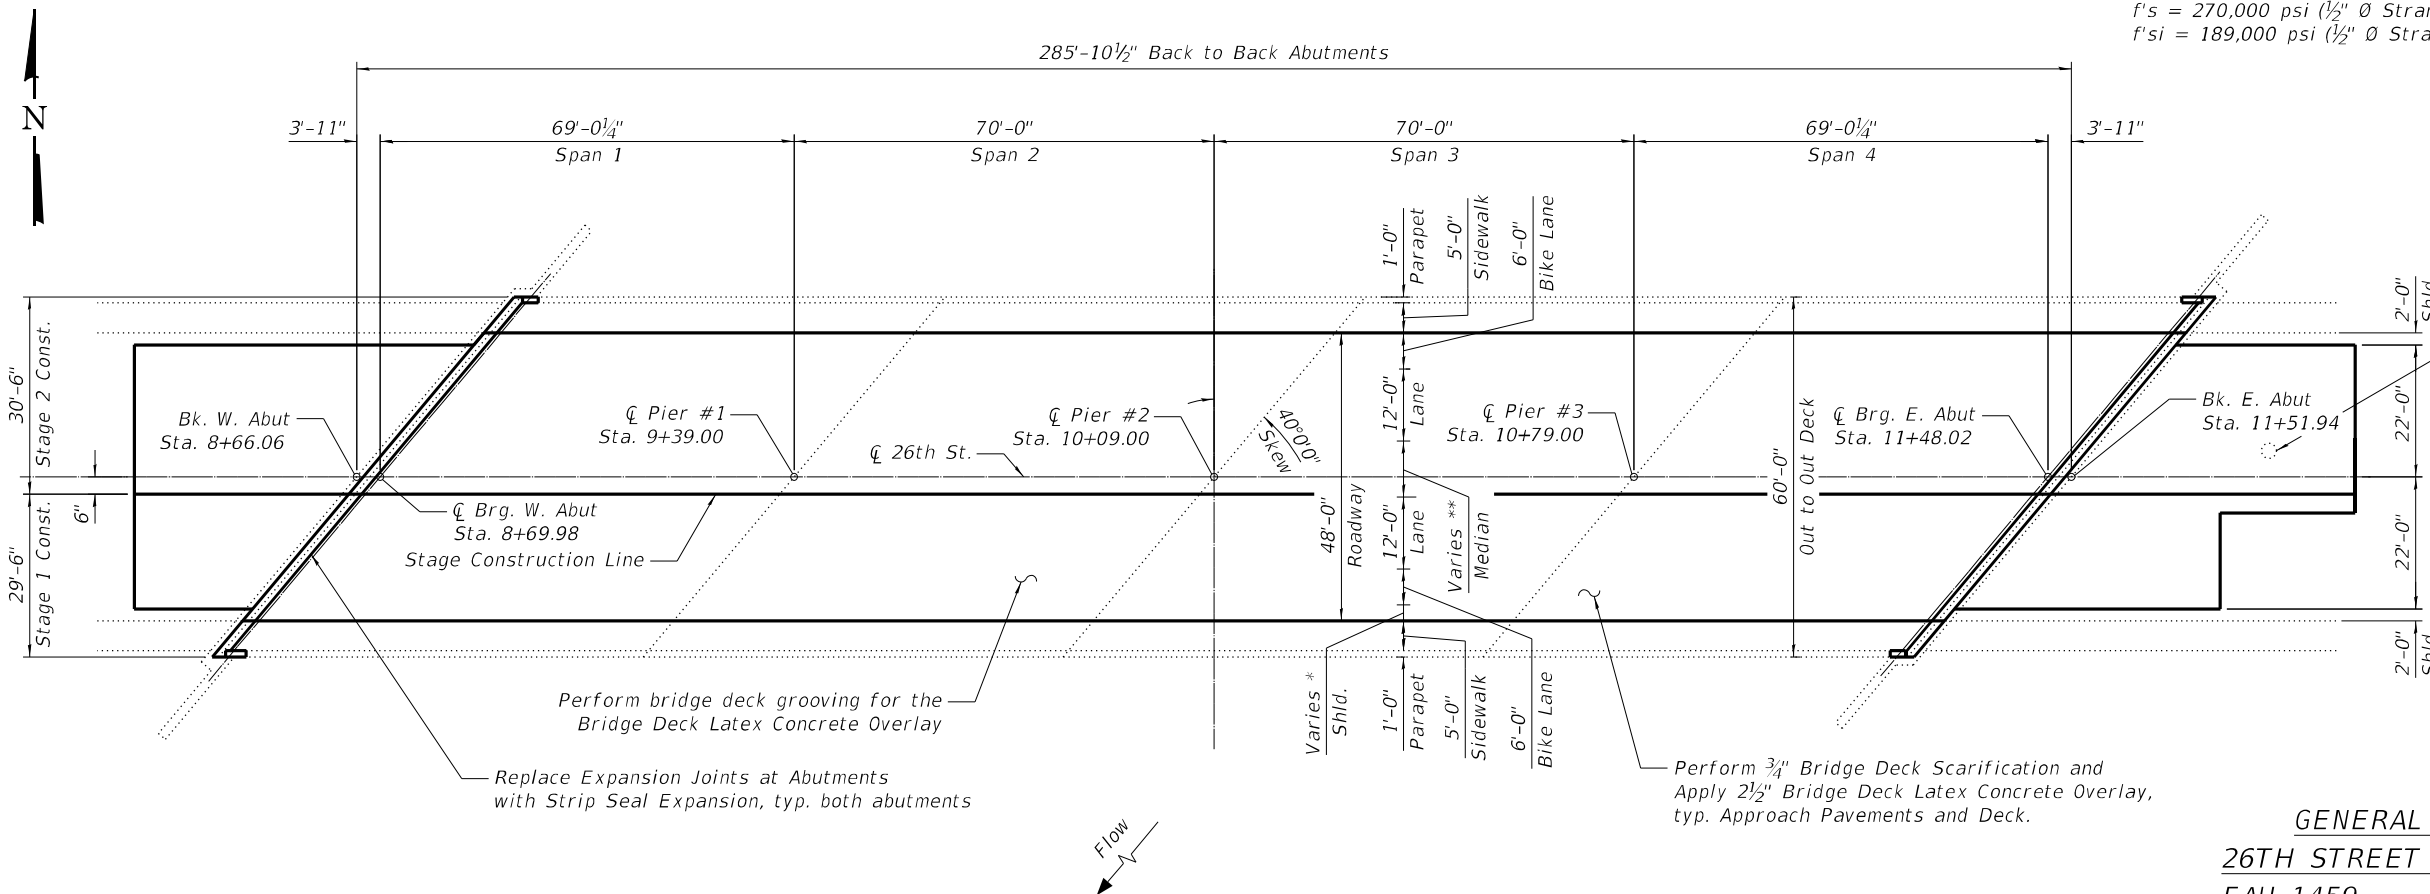 f's = 270,000 psi (½" Ø
f'si = 189,000 psi (½" Ø
285'-10½" Back to Back Abutments
N
3'-11"
69'-0¼"
Span 1
70'-0"
Span 2
70'-0"
Span 3
69'-0¼"
Span 4
3'-11"
1'-0"
Parapet
5'-0"
Sidewalk
6'-0"
Bike Lane
2'-0"
Shld
30'-6"
Stage 2 Const.
Bk. W. Abut
Sta. 8+66.06
℄ Pier #1
Sta. 9+39.00
℄ Pier #2
Sta. 10+09.00
40°0'0"
Skew
12'-0"
Lane
℄ Pier #3
Sta. 10+79.00
℄ Brg. E. Abut
Sta. 11+48.02
Bk. E. Abut
Sta. 11+51.94
22'-0"
℄ 26th St.
6"
℄ Brg. W. Abut
Sta. 8+69.98
Stage Construction Line
29'-6"
Stage 1 Const.
48'-0"
Roadway
12'-0"
Lane
Varies **
Median
60'-0"
Out to Out Deck
22'-0"
2'-0"
Shld
Perform bridge deck grooving for the
Bridge Deck Latex Concrete Overlay
Varies *
Shld.
1'-0"
Parapet
5'-0"
Sidewalk
6'-0"
Bike Lane
Replace Expansion Joints at Abutments
with Strip Seal Expansion, typ. both abutments
Perform ¾" Bridge Deck Scarification and
Apply 2½" Bridge Deck Latex Concrete Overlay,
typ. Approach Pavements and Deck.
Flow
GENERAL
26TH STREET